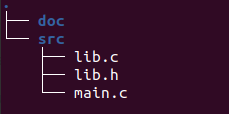 .
├── doc
└── src
    ├── lib.c
    ├── lib.h
    └── main.c